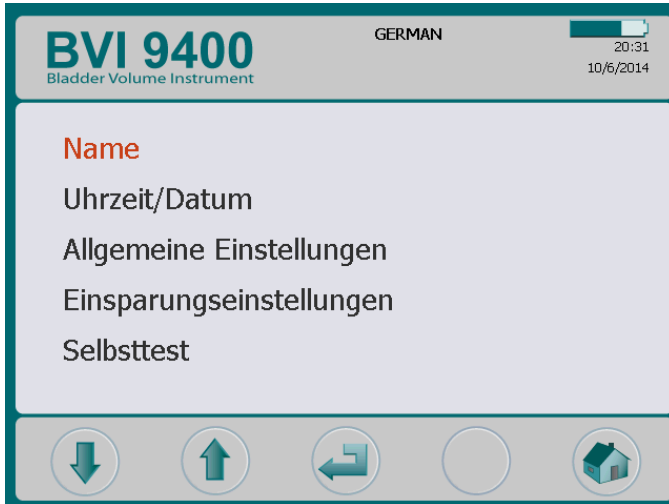 BVI 9400
Bladder Volume Instrument
GERMAN
20:31
10/6/2014
Name
Uhrzeit/Datum
Allgemeine Einstellungen
Einsparungseinstellungen
Selbsttest